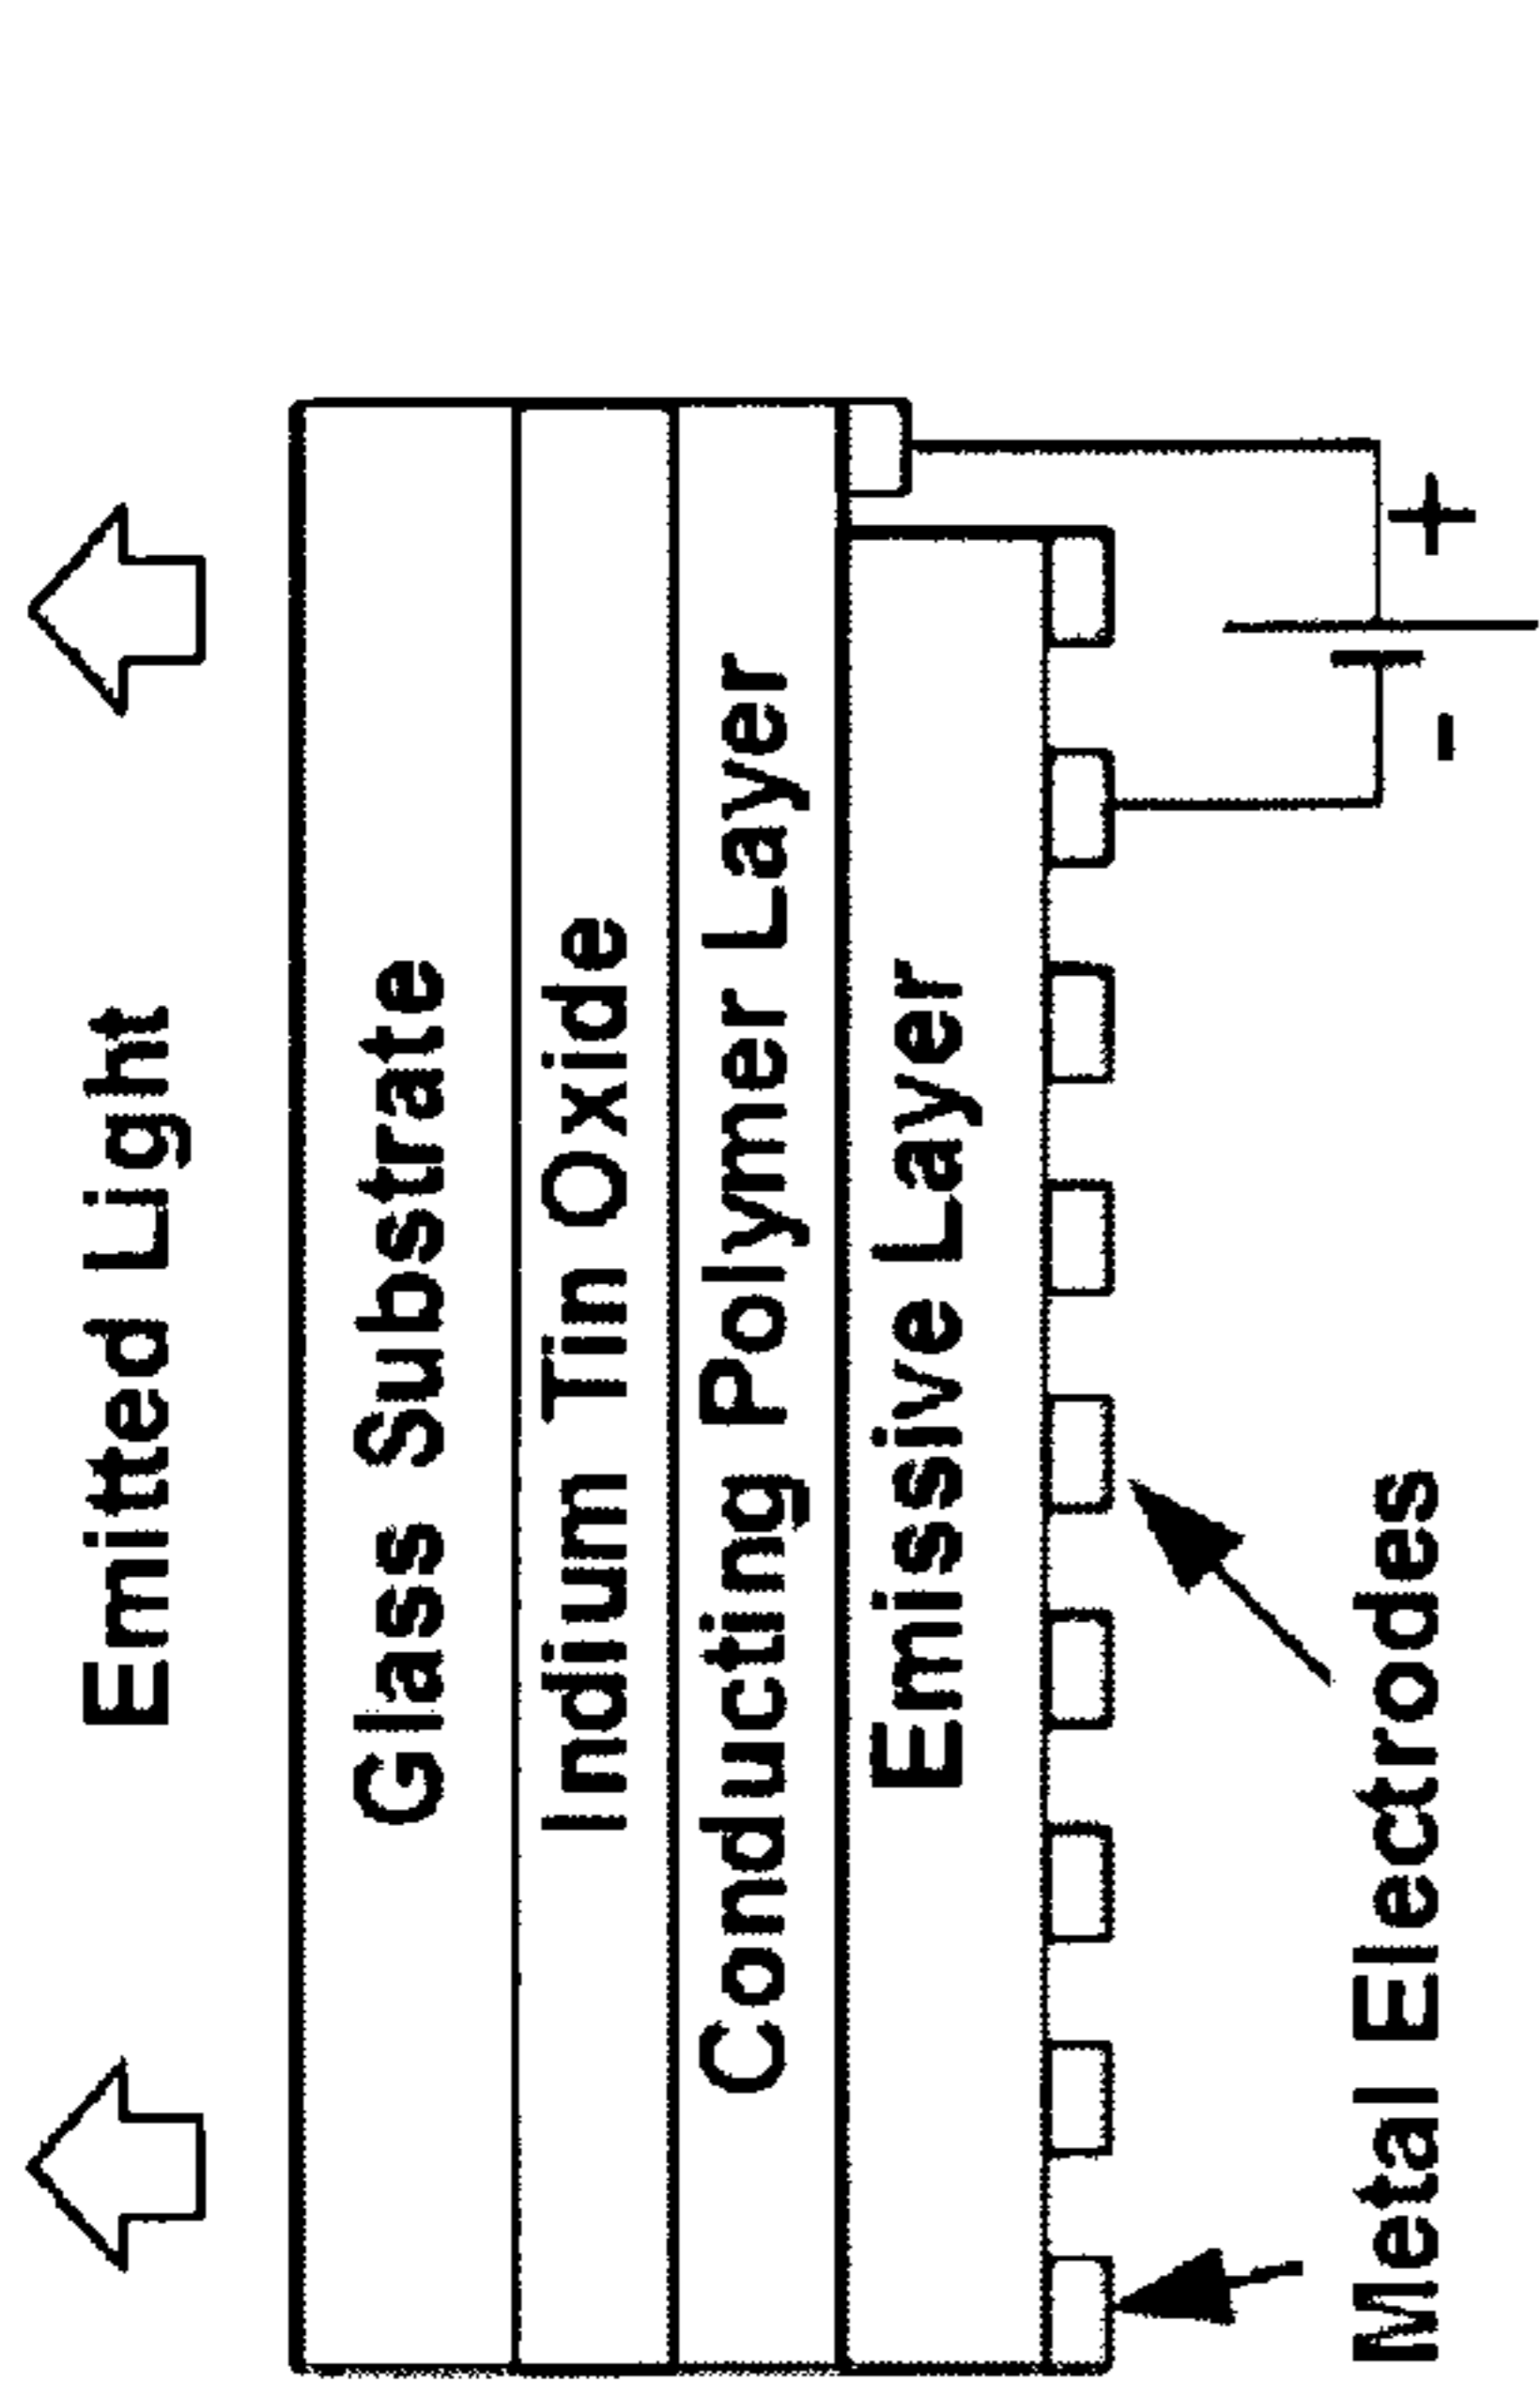 Emitted Light
Glass Substrate
Indium Tin Oxide
Conducting Polymer Layer
Emissive Layer
+
-
Metal Electrodes